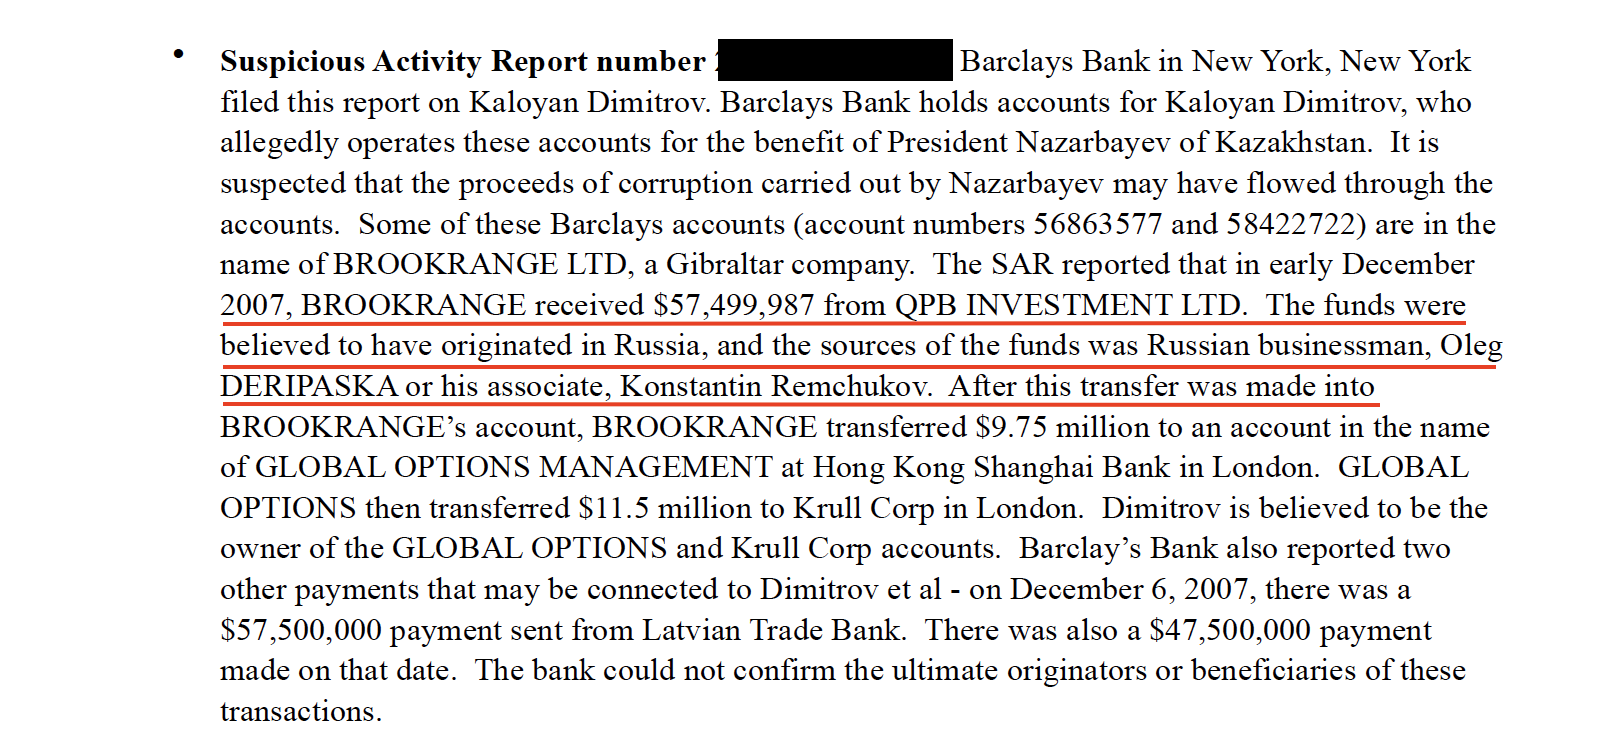 • Suspicious Activity Report number Barclays Bank in New York, New York
filed this report on Kaloyan Dimitrov. Barclays Bank holds accounts for Kaloyan Dimitrov, who
allegedly operates these accounts for the benefit of President Nazarbayev of Kazakhstan.  It is
suspected that the proceeds of corruption carried out by Nazarbayev may have flowed through the
accounts.  Some of these Barclays accounts (account numbers 56863577 and 58422722) are in the
name of BROOKRANGE LTD, a Gibraltar company.  The SAR reported that in early December
2007, BROOKRANGE received $57,499,987 from QPB INVESTMENT LTD.  The funds were
believed to have originated in Russia, and the sources of the funds was Russian businessman, Oleg
DERIPASKA or his associate, Konstantin Remchukov.  After this transfer was made into
BROOKRANGE’s account, BROOKRANGE transferred $9.75 million to an account in the name
of GLOBAL OPTIONS MANAGEMENT at Hong Kong Shanghai Bank in London.  GLOBAL
OPTIONS then transferred $11.5 million to Krull Corp in London.  Dimitrov is believed to be the
owner of the GLOBAL OPTIONS and Krull Corp accounts.  Barclay’s Bank also reported two
other payments that may be connected to Dimitrov et al - on December 6, 2007, there was a
$57,500,000 payment sent from Latvian Trade Bank.  There was also a $47,500,000 payment
made on that date.  The bank could not confirm the ultimate originators or beneficiaries of these
transactions.